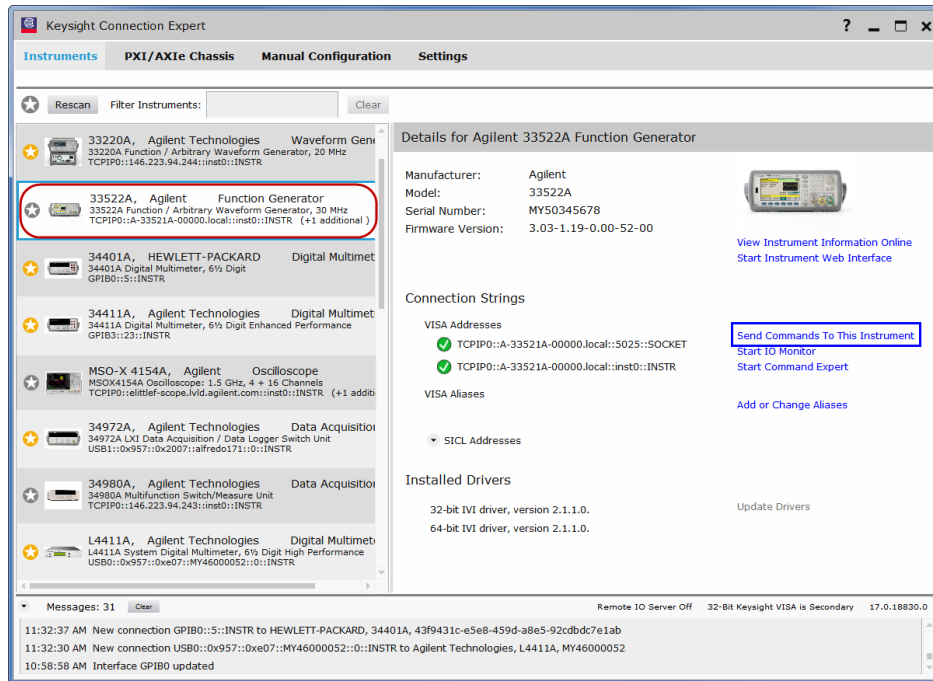 Keysight Connection Expert
Instruments PXI/AXIe Chassis Manual Configuration Settings
Rescan Filter Instruments: Clear
33220A, Agilent Technologies Waveform Gene
33220A Function / Arbitrary Waveform Generator, 20 MHz
TCPIP0::146.223.94.244::inst0::INSTR
33522A, Agilent Function Generator
33522A Function / Arbitrary Waveform Generator, 30 MHz
TCPIP0::A-33521A-00000.local::inst0::INSTR (+1 additional )
34401A, HEWLETT-PACKARD Digital Multimet
34401A Digital Multimeter, 6½ Digit
GPIB0::5::INSTR
34411A, Agilent Technologies Digital Multimet
34411A Digital Multimeter, 6½ Digit Enhanced Performance
GPIB3::23::INSTR
MSO-X 4154A, Agilent Oscilloscope
MSOX4154A Oscilloscope: 1.5 GHz, 4 + 16 Channels
TCPIP0::elittlef-scope.lvld.agilent.com::inst0::INSTR (+1 additi
34972A, Agilent Technologies Data Acquisition
34972A LXI Data Acquisition / Data Logger Switch Unit
USB1::0x957::0x2007::alfredo171::0::INSTR
34980A, Agilent Technologies Data Acquisition
34980A Multifunction Switch/Measure Unit
TCPIP0::146.223.94.243::inst0::INSTR
L4411A, Agilent Technologies Digital Multimete
L4411A System Digital Multimeter, 6½ Digit High Performance
USB0::0x957::0xe07::MY46000052::0::INSTR
Details for Agilent 33522A Function Generator
Manufacturer: Agilent
Model: 33522A
Serial Number: MY50345678
Firmware Version: 3.03-1.19-0.00-52-00
View Instrument Information Online
Start Instrument Web Interface
Connection Strings
VISA Addresses
TCPIP0::A-33521A-00000.local::5025::SOCKET
TCPIP0::A-33521A-00000.local::inst0::INSTR
VISA Aliases
Send Commands To This Instrument
Start IO Monitor
Start Command Expert
Add or Change Aliases
SICL Addresses
Installed Drivers
32-bit IVI driver, version 2.1.1.0.
64-bit IVI driver, version 2.1.1.0.
Update Drivers
Messages: 31 Clear Remote IO Server Off 32-Bit Keysight VISA is Secondary 17.0.18830.0
11:32:37 AM New connection GPIB0::5::INSTR to HEWLETT-PACKARD, 34401A, 43f9431c-e5e8-459d-a8e5-92cdbdc7e1ab
11:32:30 AM New connection USB0::0x957::0xe07::MY46000052::0::INSTR to Agilent Technologies, L4411A, MY46000052
10:58:58 AM Interface GPIB0 updated